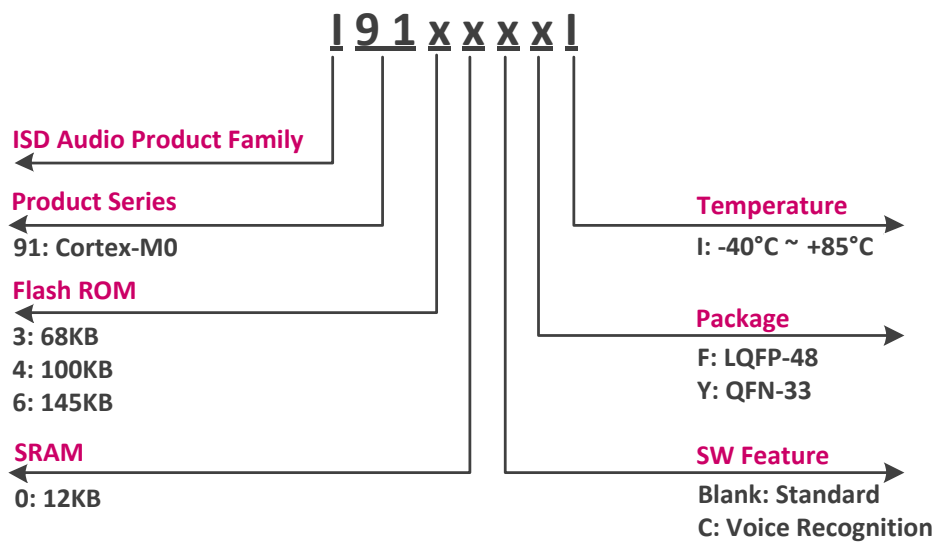 I 9 1 x x x x I
ISD Audio Product Family
Product Series
91: Cortex-M0
Flash ROM
3: 68KB
4: 100KB
6: 145KB
SRAM
0: 12KB
Temperature
I: -40°C ~ +85°C
Package
F: LQFP-48
Y: QFN-33
SW Feature
Blank: Standard
C: Voice Recognition